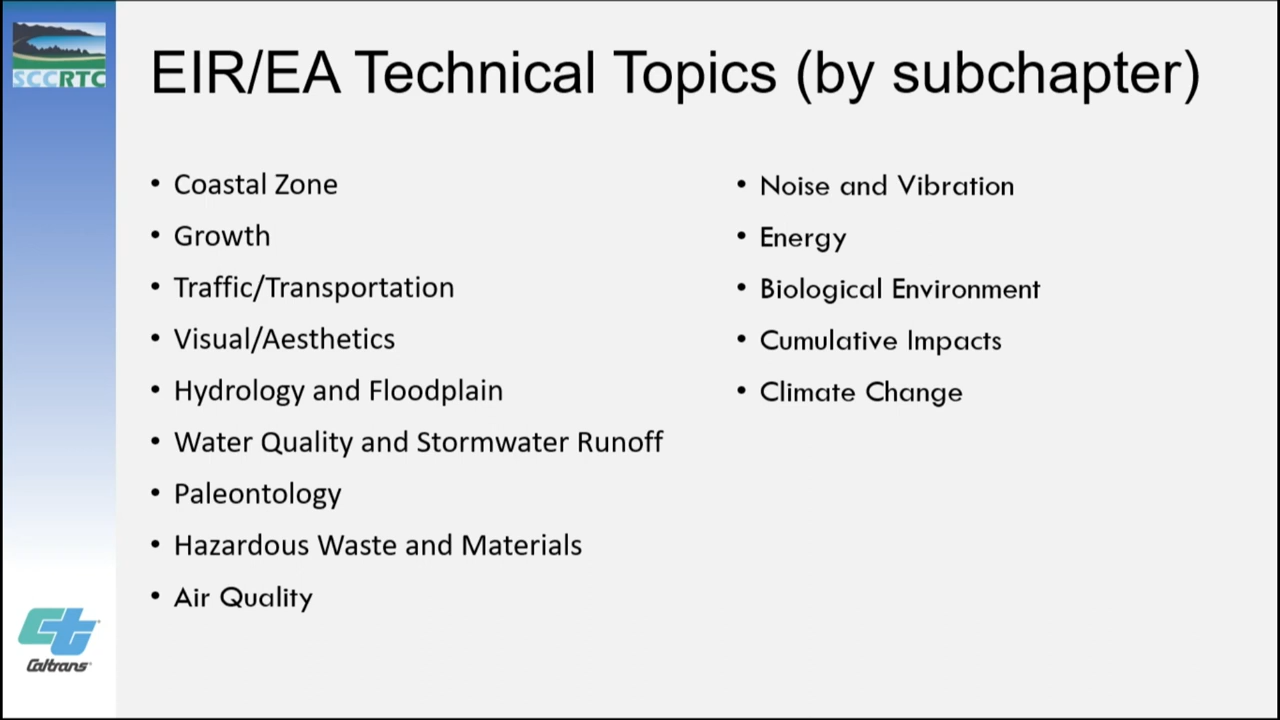 SCCRTC
EIR/EA Technical Topics (by subchapter)
• Coastal Zone
• Growth
• Traffic/Transportation
• Visual/Aesthetics
• Hydrology and Floodplain
• Water Quality and Stormwater Runoff
• Paleontology
• Hazardous Waste and Materials
• Air Quality
• Noise and Vibration
• Energy
• Biological Environment
• Cumulative Impacts
• Climate Change
Caltrans